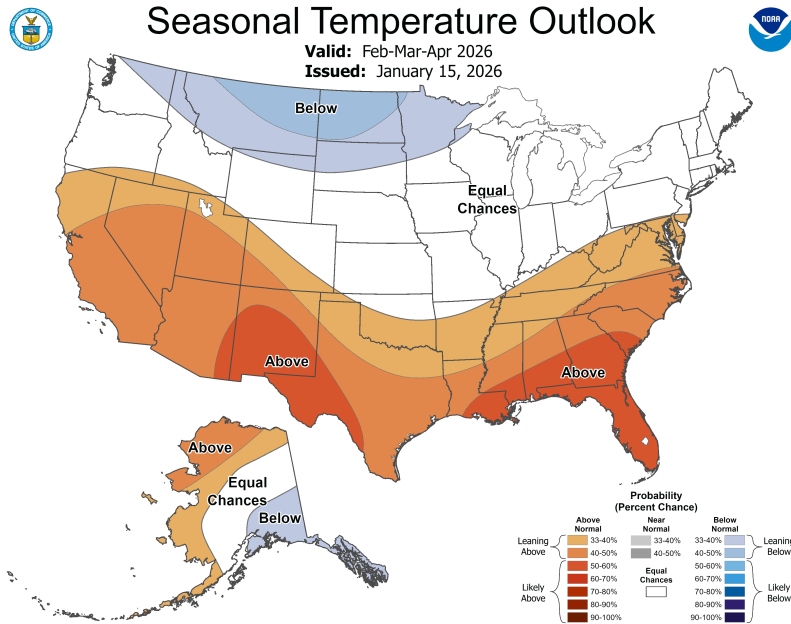 Seasonal Temperature Outlook
Valid: Feb-Mar-Apr 2026
Issued: January 15, 2026
NOAA
Below
Equal
Chances
Above
Above
Above
Equal
Chances
Below
Probability
(Percent Chance)
Above
Normal
Near
Normal
Below
Normal
Leaning
Above
33-40%
40-50%
33-40%
40-50%
33-40%
40-50%
Leaning
Below
Likely
Above
50-60%
60-70%
70-80%
80-90%
90-100%
Equal
Chances
50-60%
60-70%
70-80%
80-90%
90-100%
Likely
Below